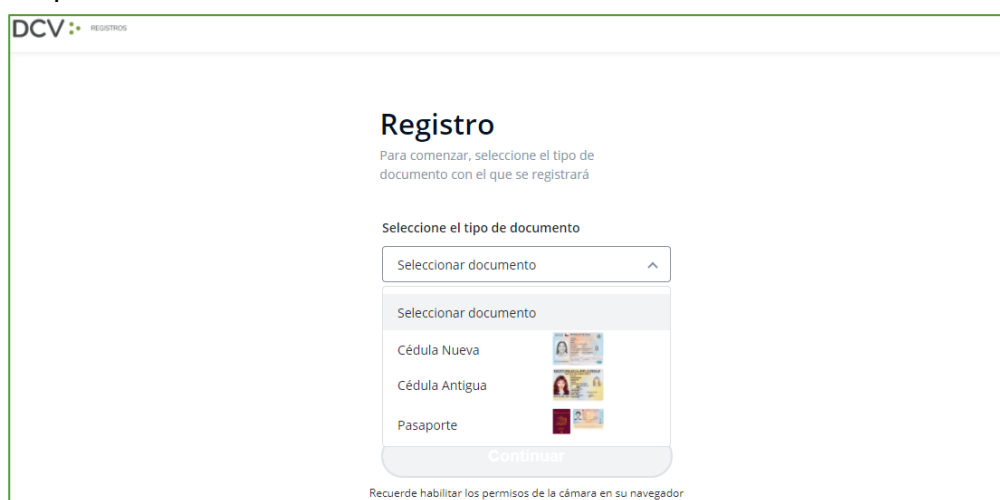 DCV REGISTROS
Registro
Para comenzar, seleccione el tipo de
documento con el que se registrará
Seleccione el tipo de documento
Seleccionar documento
Seleccionar documento
Cédula Nueva
Cédula Antigua
Pasaporte
Continuar
Recuerde habilitar los permisos de la cámara en su navegador